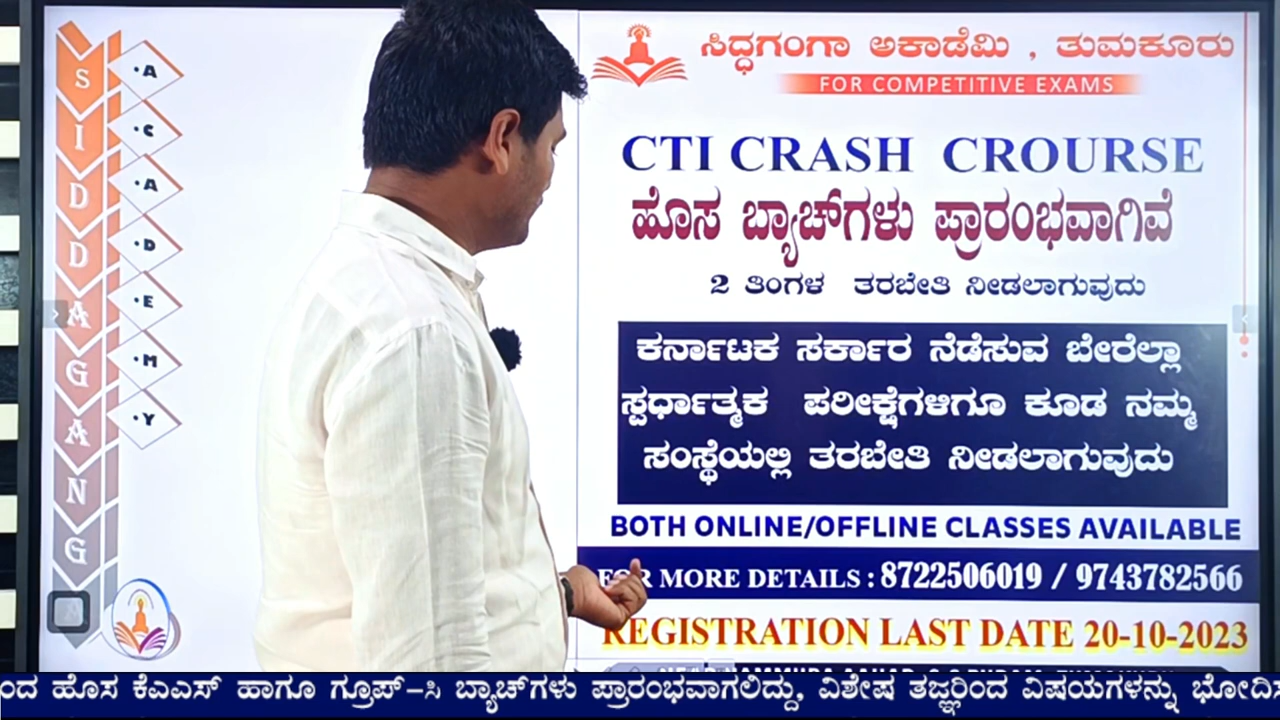 SIDDAGANGA
A
C
A
D
E
M
Y
ಸಿದ್ಧಗಂಗಾ ಅಕಾಡೆಮಿ , ತುಮಕೂರು
FOR COMPETITIVE EXAMS
CTI CRASH CROURSE
ಹೊಸ ಬ್ಯಾಚ್‌ಗಳು ಪ್ರಾರಂಭವಾಗಿವೆ
2 ತಿಂಗಳ ತರಬೇತಿ ನೀಡಲಾಗುವುದು
ಕರ್ನಾಟಕ ಸರ್ಕಾರ ನೆಡೆಸುವ ಬೇರೆಲ್ಲಾ
ಸ್ಪರ್ಧಾತ್ಮಕ ಪರೀಕ್ಷೆಗಳಿಗೂ ಕೂಡ ನಮ್ಮ
ಸಂಸ್ಥೆಯಲ್ಲಿ ತರಬೇತಿ ನೀಡಲಾಗುವುದು
BOTH ONLINE/OFFLINE CLASSES AVAILABLE
FOR MORE DETAILS : 8722506019 / 9743782566
REGISTRATION LAST DATE 20-10-2023
ಂದ ಹೊಸ ಕೆಎಎಸ್ ಹಾಗೂ ಗ್ರೂಪ್-ಸಿ ಬ್ಯಾಚ್‌ಗಳು ಪ್ರಾರಂಭವಾಗಲಿದ್ದು, ವಿಶೇಷ ತಜ್ಞರಿಂದ ವಿಷಯಗಳನ್ನು ಭೋದಿಸ